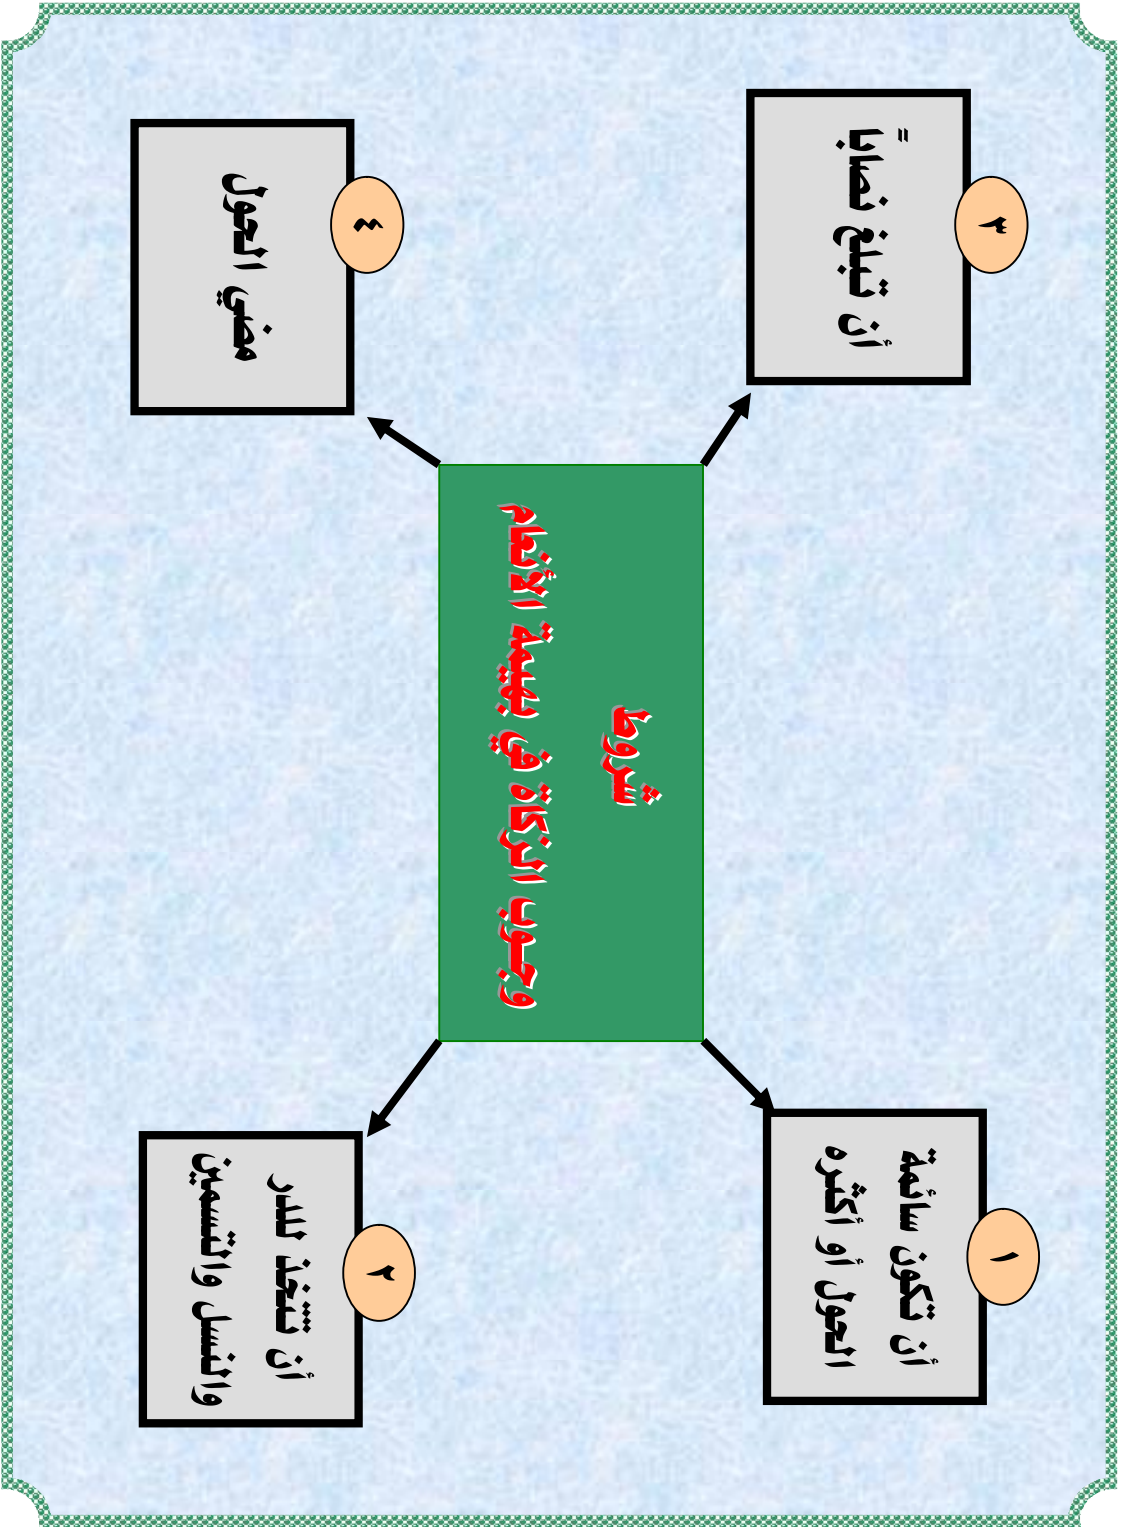 شروط
وجوب الزكاة في بهيمة الأنعام
١
أن تكون سائمة
الحول أو أكثره
٢
أن تتخذ للدر
والنسل والتسمين
٣
أن تبلغ نصاباً
٤
مضي الحول